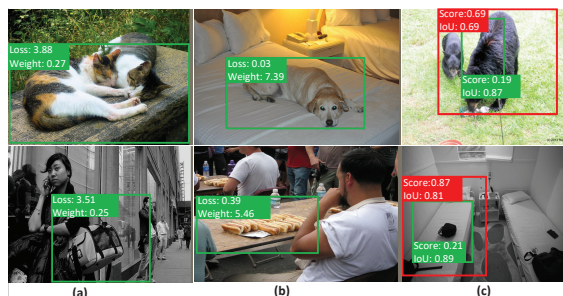 Loss: 3.88
Weight: 0.27
Loss: 0.03
Weight: 7.39
Score:0.69
IoU: 0.69
Score: 0.19
IoU: 0.87
Loss: 3.51
Weight: 0.25
Loss: 0.39
Weight: 5.46
Score:0.87
IoU: 0.81
Score: 0.21
IoU: 0.89
(a)
(b)
(c)